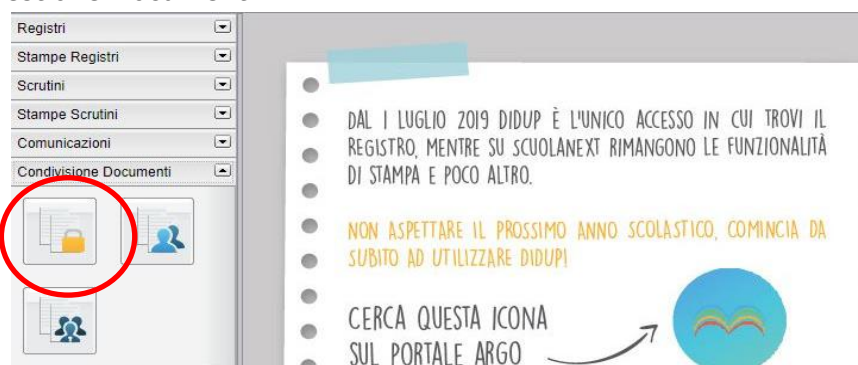 Registri
Stampe Registri
Scrutini
Stampe Scrutini
Comunicazioni
Condivisione Documenti
DAL 1 LUGLIO 2019 DIDUP È L'UNICO ACCESSO IN CUI TROVI IL
REGISTRO, MENTRE SU SCUOLANEXT RIMANGONO LE FUNZIONALITÀ
DI STAMPA E POCO ALTRO.
NON ASPETTARE IL PROSSIMO ANNO SCOLASTICO, COMINCIA DA
SUBITO AD UTILIZZARE DIDUP!
CERCA QUESTA ICONA
SUL PORTALE ARGO